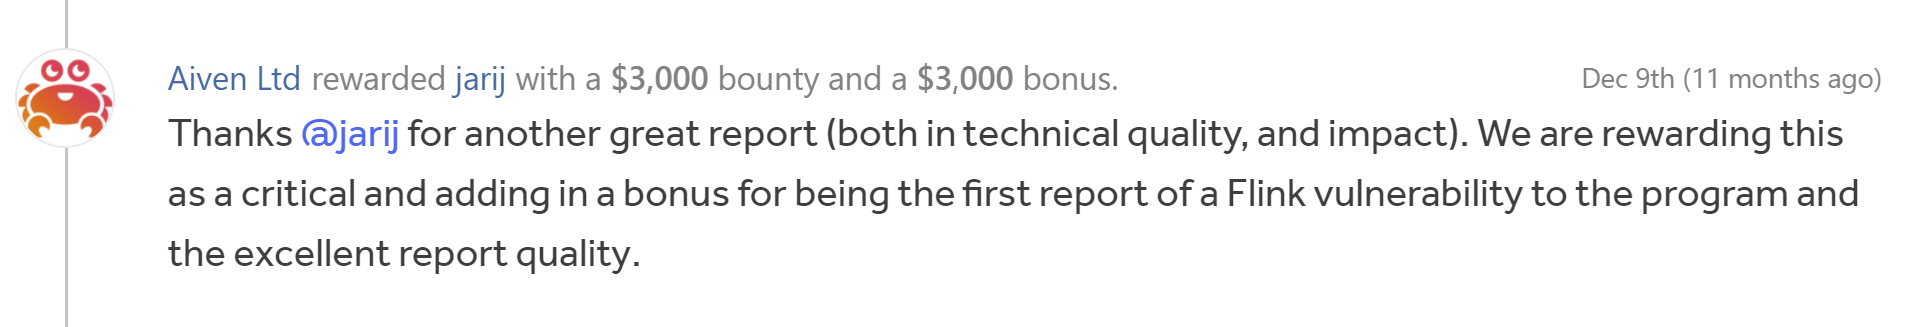 Aiven Ltd rewarded jarij with a $3,000 bounty and a $3,000 bonus. Dec 9th (11 months ago)
Thanks @jarij for another great report (both in technical quality, and impact). We are rewarding this
as a critical and adding in a bonus for being the first report of a Flink vulnerability to the program and
the excellent report quality.